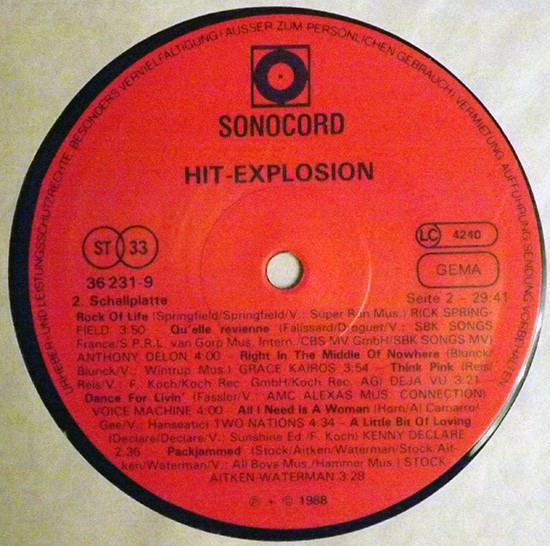 URHEBER- UND LEISTUNGSSCHUTZRECHTE, BESONDERS VERVIELFÄLTIGUNG (AUSSER ZUM PERSÖNLICHEN GEBRAUCH), VERMIETUNG, AUFFÜHRUNG, SENDUNG VORBEHALTEN
SONOCORD
HIT-EXPLOSION
ST 33
LC 4240
36 231-9
GEMA
2. Schallplatte
Seite 2 – 29:41
Rock Of Life (Springfield/Springfield/V.: Super Run Mus.) RICK SPRING-
FIELD 3:50 - Qu'elle revienne (Falissard/Droguet/V.: SBK SONGS
France/S.P.R.L. van Gorp Mus. Intern./CBS MV GmbH/SBK SONGS MV)
ANTHONY DELON 4:00 - Right In The Middle Of Nowhere (Blunck/
Blunck/V.: Wintrup Mus.) GRACE KAIROS 3:54 - Think Pink (Reis/
Reis/V.: F. Koch/Koch Rec. GmbH/Koch Rec. AG) DEJA VU 3:21 -
Dance For Livin' (Fassler/V.: AMC ALEXAS MUS. CONNECTION)
VOICE MACHINE 4:00 - All I Need Is A Woman (Horn/A) Camarro/
Gee/V.: Hanseatic) TWO NATIONS 4:34 - A Little Bit Of Loving
(Declare/Declare/V.: Sunshine Ed./F. Koch) KENNY DECLARE
2.36 Packjammed (Stock/Aitken/Waterman/Stock.Ait-
ken/Waterman/V.: All Boys Mus./Hammer Mus.) STOCK
AITKEN-WATERMAN 3:28
℗ + © 1988